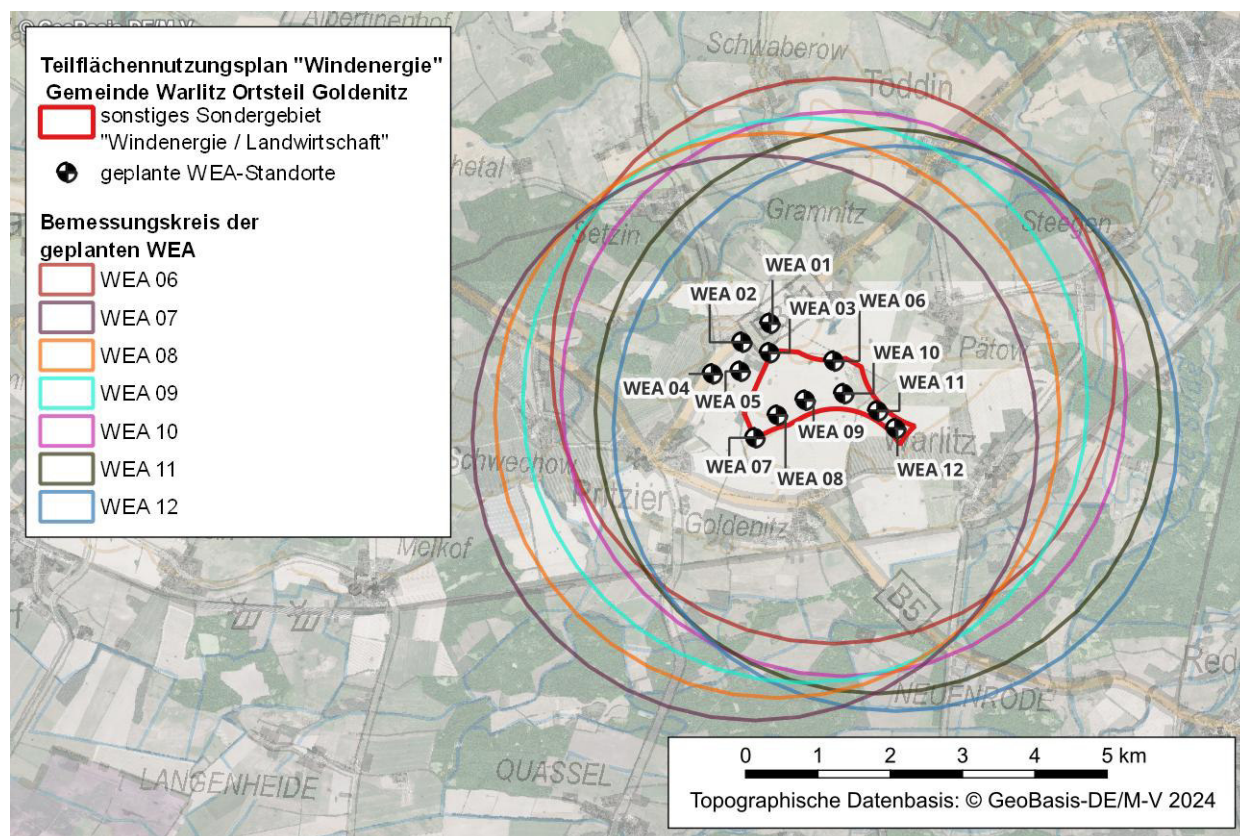 © GeoBasis-DE/M-V
Albertinenhof
Teilflächennutzungsplan "Windenergie"
Gemeinde Warlitz Ortsteil Goldenitz
sonstiges Sondergebiet
"Windenergie / Landwirtschaft"
geplante WEA-Standorte
Bemessungskreis der
geplanten WEA
WEA 06
WEA 07
WEA 08
WEA 09
WEA 10
WEA 11
WEA 12
Schwaberow
Toddin
hetal
Gramnitz
Setzin
Steegen
WEA 01
WEA 02
WEA 03
WEA 06
WEA 10
Pätow
WEA 04
WEA 05
WEA 11
WEA 09
Warlitz
Schwechow
WEA 07
WEA 08
WEA 12
Pritzier
Goldenitz
Melkof
B5
Red
NEUENRODE
LANGENHEIDE
QUASSEL
0 1 2 3 4 5 km
Topographische Datenbasis: © GeoBasis-DE/M-V 2024